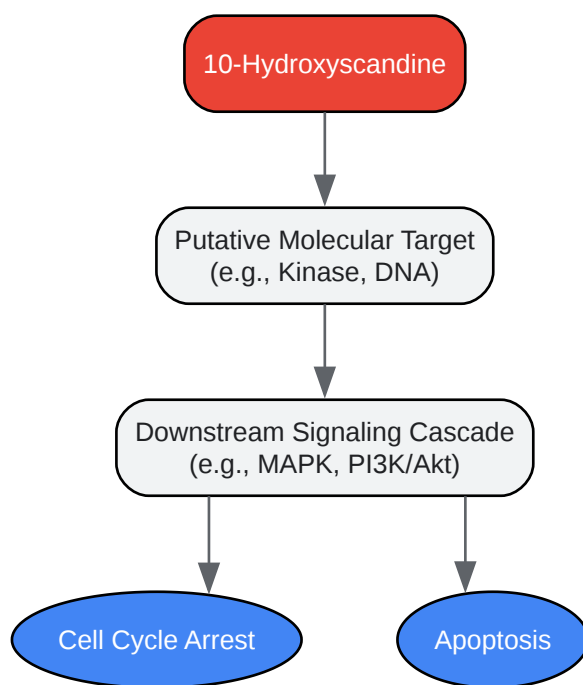 10-Hydroxyscandine
Putative Molecular Target
(e.g., Kinase, DNA)
Downstream Signaling Cascade
(e.g., MAPK, PI3K/Akt)
Cell Cycle Arrest
Apoptosis